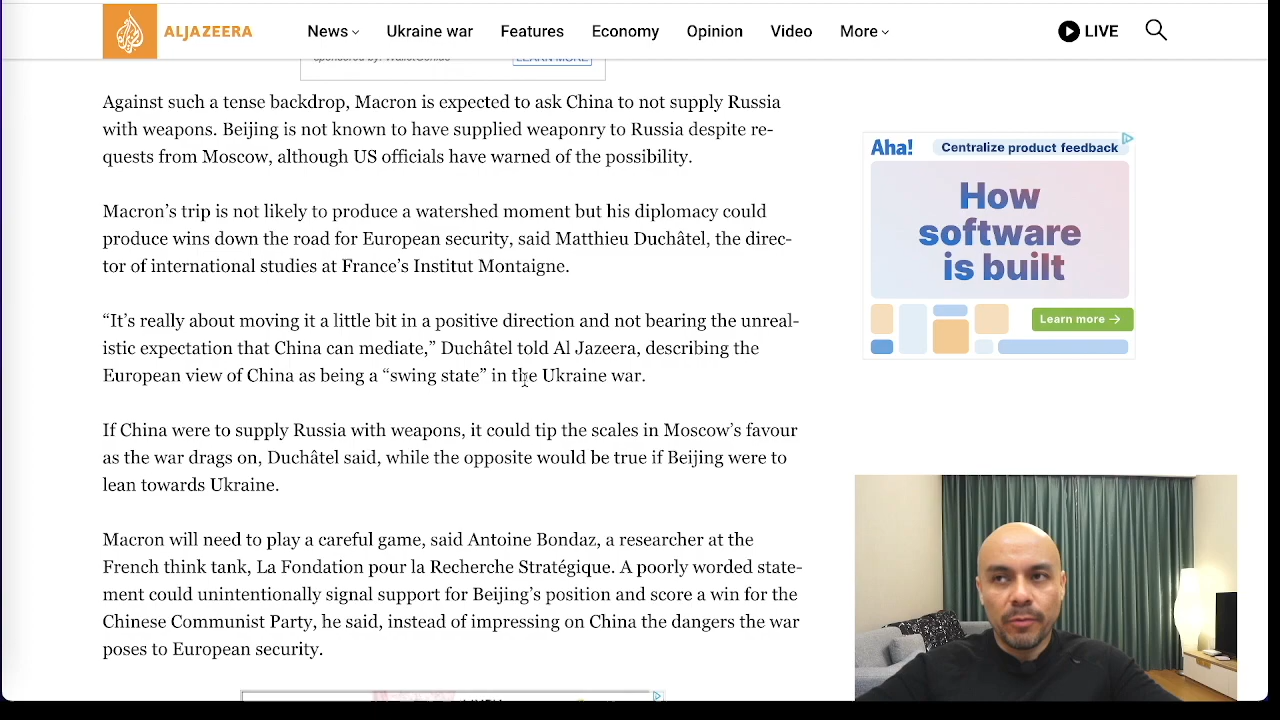 ALJAZEERA
News
Ukraine war
Features
Economy
Opinion
Video
More
LIVE
LEARN MORE
Against such a tense backdrop, Macron is expected to ask China to not supply Russia
with weapons. Beijing is not known to have supplied weaponry to Russia despite re-
quests from Moscow, although US officials have warned of the possibility.
Macron’s trip is not likely to produce a watershed moment but his diplomacy could
produce wins down the road for European security, said Matthieu Duchâtel, the direc-
tor of international studies at France’s Institut Montaigne.
“It’s really about moving it a little bit in a positive direction and not bearing the unreal-
istic expectation that China can mediate,” Duchâtel told Al Jazeera, describing the
European view of China as being a “swing state” in the Ukraine war.
If China were to supply Russia with weapons, it could tip the scales in Moscow’s favour
as the war drags on, Duchâtel said, while the opposite would be true if Beijing were to
lean towards Ukraine.
Macron will need to play a careful game, said Antoine Bondaz, a researcher at the
French think tank, La Fondation pour la Recherche Stratégique. A poorly worded state-
ment could unintentionally signal support for Beijing’s position and score a win for the
Chinese Communist Party, he said, instead of impressing on China the dangers the war
poses to European security.
Aha! Centralize product feedback
How
software
is built
Learn more →